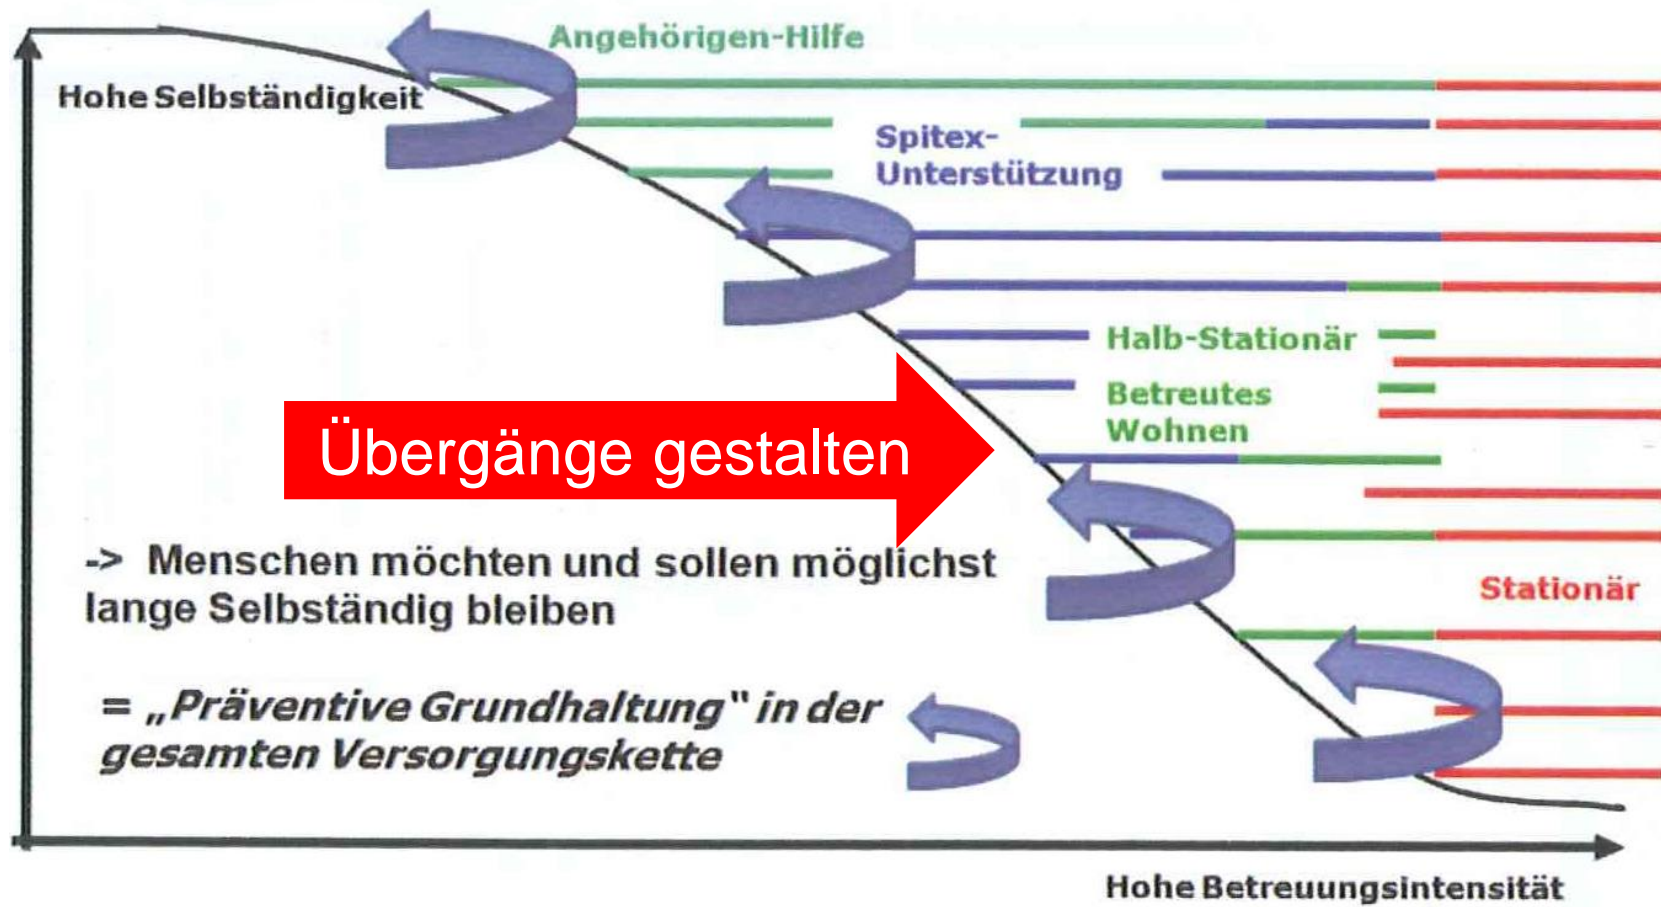 Angehörigen-Hilfe
Hohe Selbständigkeit
Spitex-
Unterstützung
Halb-Stationär
Betreutes
Wohnen
Übergänge gestalten
-> Menschen möchten und sollen möglichst
lange Selbständig bleiben
Stationär
= „Präventive Grundhaltung" in der
gesamten Versorgungskette
Hohe Betreuungsintensität